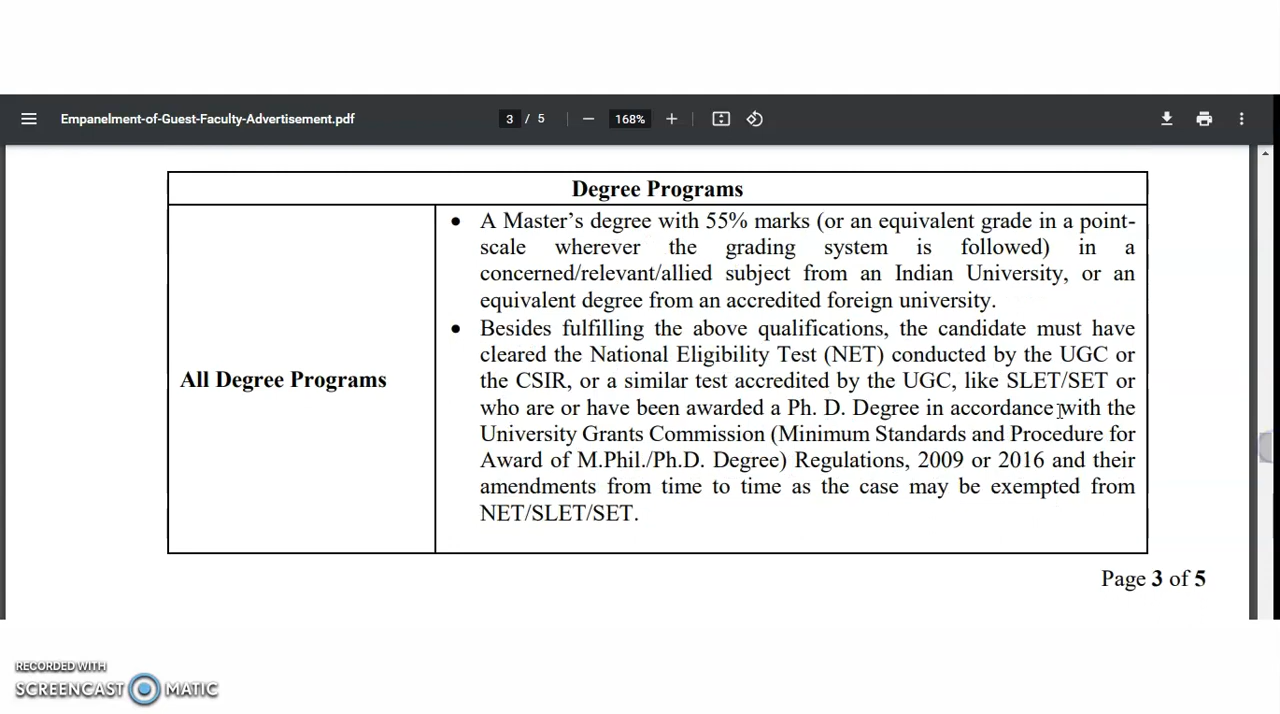 Empanelment-of-Guest-Faculty-Advertisement.pdf
3 / 5
168%
Degree Programs
All Degree Programs
• A Master's degree with 55% marks (or an equivalent grade in a point-
scale wherever the grading system is followed) in a
concerned/relevant/allied subject from an Indian University, or an
equivalent degree from an accredited foreign university.
• Besides fulfilling the above qualifications, the candidate must have
cleared the National Eligibility Test (NET) conducted by the UGC or
the CSIR, or a similar test accredited by the UGC, like SLET/SET or
who are or have been awarded a Ph. D. Degree in accordance with the
University Grants Commission (Minimum Standards and Procedure for
Award of M.Phil./Ph.D. Degree) Regulations, 2009 or 2016 and their
amendments from time to time as the case may be exempted from
NET/SLET/SET.
Page 3 of 5
RECORDED WITH
SCREENCAST MATIC